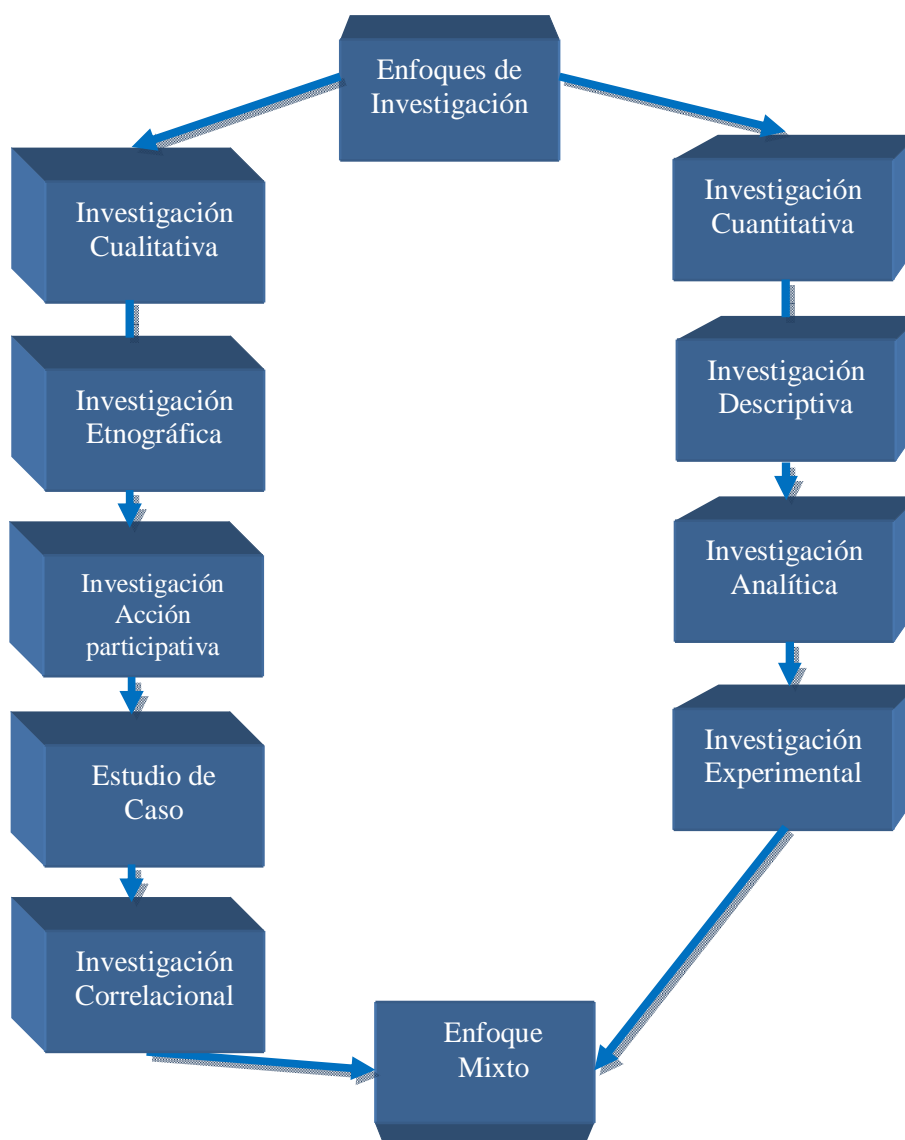 Enfoques de
Investigación
Investigación
Cualitativa
Investigación
Etnográfica
Investigación
Acción
participativa
Estudio de
Caso
Investigación
Correlacional
Investigación
Cuantitativa
Investigación
Descriptiva
Investigación
Analítica
Investigación
Experimental
Enfoque
Mixto